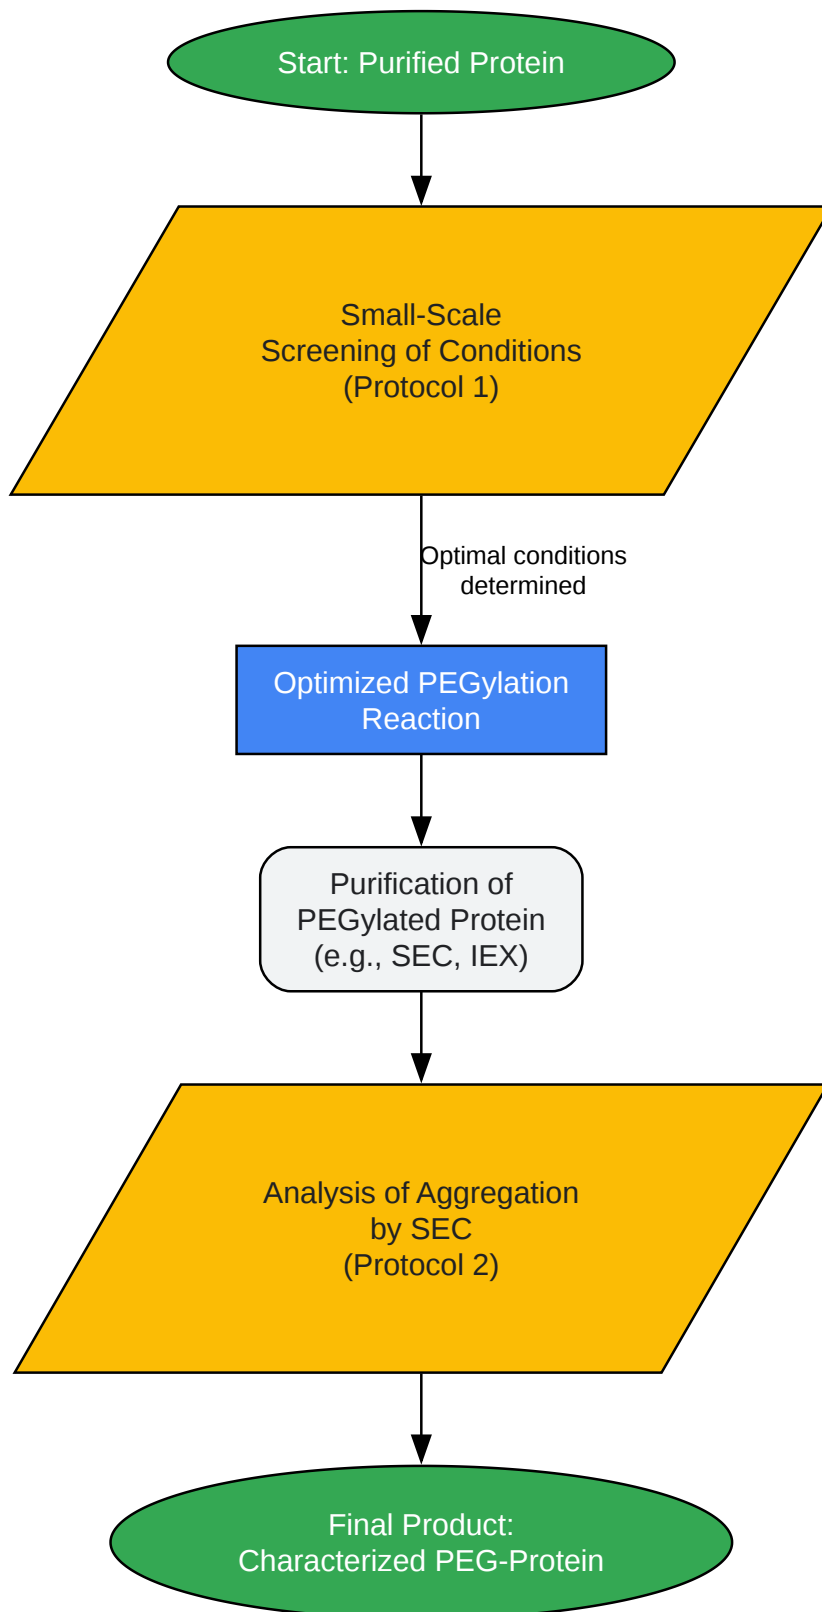 Start: Purified Protein
Small-Scale
Screening of Conditions
(Protocol 1)
Optimal conditions
determined
Optimized PEGylation
Reaction
Purification of
PEGylated Protein
(e.g., SEC, IEX)
Analysis of Aggregation
by SEC
(Protocol 2)
Final Product:
Characterized PEG-Protein